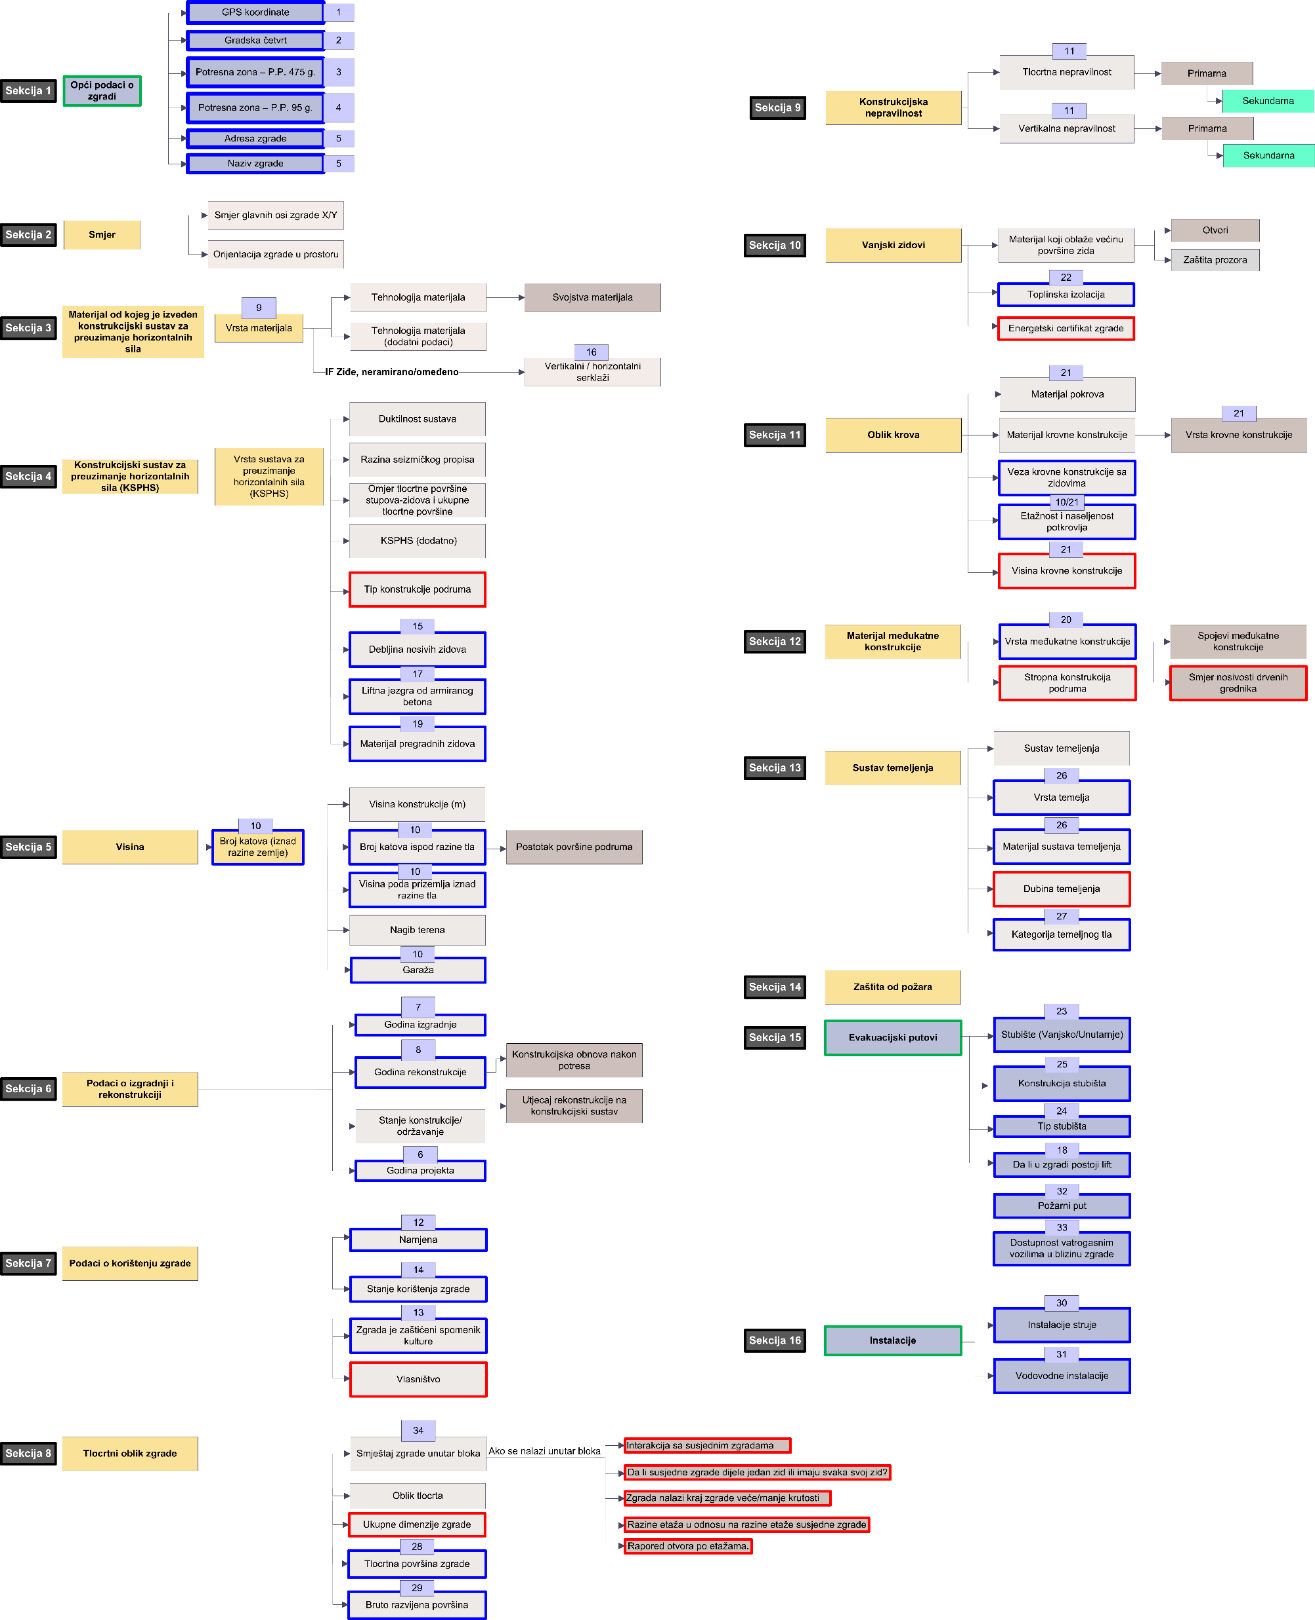 Sekcija 1
Opći podaci o
zgradi
GPS koordinate
1
Gradska četvrt
2
Potresna zona – P.P. 475 g.
3
Potresna zona – P.P. 95 g.
4
Adresa zgrade
5
Naziv zgrade
5
Sekcija 2
Smjer
Smjer glavnih osi zgrade X/Y
Orijentacija zgrade u prostoru
Sekcija 3
Materijal od kojeg je izveden
konstrukcijski sustav za
preuzimanje horizontalnih
sila
9
Vrsta materijala
Tehnologija materijala
Svojstva materijala
Tehnologija materijala
(dodatni podaci)
IF Ziđe, neramirano/omeđeno
16
Vertikalni / horizontalni
serklaži
Sekcija 4
Konstrukcijski sustav za
preuzimanje horizontalnih
sila (KSPHS)
Vrsta sustava za
preuzimanje
horizontalnih sila
(KSPHS)
Duktilnost sustava
Razina seizmičkog propisa
Omjer tlocrtne površine
stupova-zidova i ukupne
tlocrtne površine
KSPHS (dodatno)
Tip konstrukcije podruma
15
Debljina nosivih zidova
17
Liftna jezgra od armiranog
betona
19
Materijal pregradnih zidova
Sekcija 5
Visina
10
Broj katova (iznad
razine zemlje)
Visina konstrukcije (m)
10
Broj katova ispod razine tla
Postotak površine podruma
10
Visina poda prizemlja iznad
razine tla
Nagib terena
10
Garaža
Sekcija 6
Podaci o izgradnji i
rekonstrukciji
7
Godina izgradnje
8
Godina rekonstrukcije
Konstrukcijska obnova nakon
potresa
Utjecaj rekonstrukcije na
konstrukcijski sustav
Stanje konstrukcije/
održavanje
6
Godina projekta
Sekcija 7
Podaci o korištenju zgrade
12
Namjena
14
Stanje korištenja zgrade
13
Zgrada je zaštićeni spomenik
kulture
Vlasništvo
Sekcija 8
Tlocrtni oblik zgrade
34
Smještaj zgrade unutar bloka
Ako se nalazi unutar bloka
Interakcija sa susjednim zgradama
Da li susjedne zgrade dijele jedan zid ili imaju svaka svoj zid?
Zgrada nalazi kraj zgrade veće/manje krutosti
Razine etaža u odnosu na razine etaže susjedne zgrade
Rapored otvora po etažama.
Oblik tlocrta
Ukupne dimenzije zgrade
28
Tlocrtna površina zgrade
29
Bruto razvijena površina
Sekcija 9
Konstrukcijska
nepravilnost
11
Tlocrtna nepravilnost
Primarna
Sekundarna
11
Vertikalna nepravilnost
Primarna
Sekundarna
Sekcija 10
Vanjski zidovi
Materijal koji oblaže većinu
površine zida
Otvori
Zaštita prozora
22
Toplinska izolacija
Energetski certifikat zgrade
Sekcija 11
Oblik krova
21
Materijal pokrova
Materijal krovne konstrukcije
21
Vrsta krovne konstrukcije
Veza krovne konstrukcije sa
zidovima
10/21
Etažnost i naseljenost
potkrovlja
21
Visina krovne konstrukcije
Sekcija 12
Materijal međukatne
konstrukcije
20
Vrsta međukatne konstrukcije
Spojevi međukatne
konstrukcije
Stropna konstrukcija
podruma
Smjer nosivosti drvenih
grednika
Sekcija 13
Sustav temeljenja
Sustav temeljenja
26
Vrsta temelja
26
Materijal sustava temeljenja
Dubina temeljenja
27
Kategorija temeljnog tla
Sekcija 14
Zaštita od požara
Sekcija 15
Evakuacijski putovi
23
Stubište (Vanjsko/Unutarnje)
25
Konstrukcija stubišta
24
Tip stubišta
18
Da li u zgradi postoji lift
32
Požarni put
33
Dostupnost vatrogasnim
vozilima u blizinu zgrade
Sekcija 16
Instalacije
30
Instalacije struje
31
Vodovodne instalacije